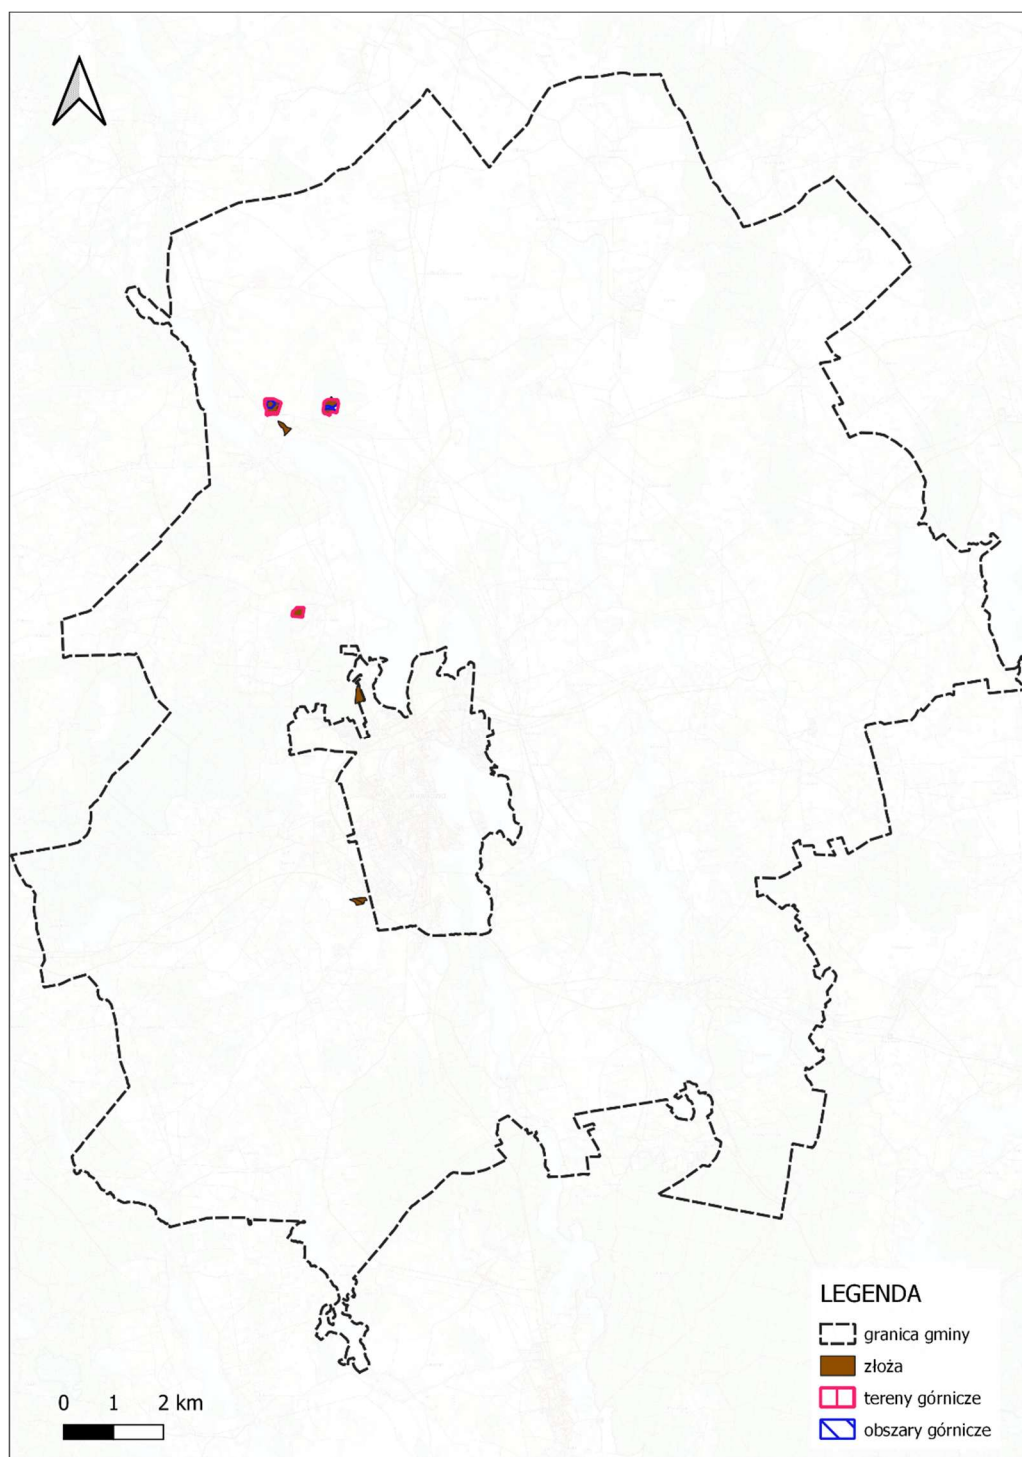 LEGENDA
granica gminy
złoża
tereny górnicze
obszary górnicze
0 1 2 km